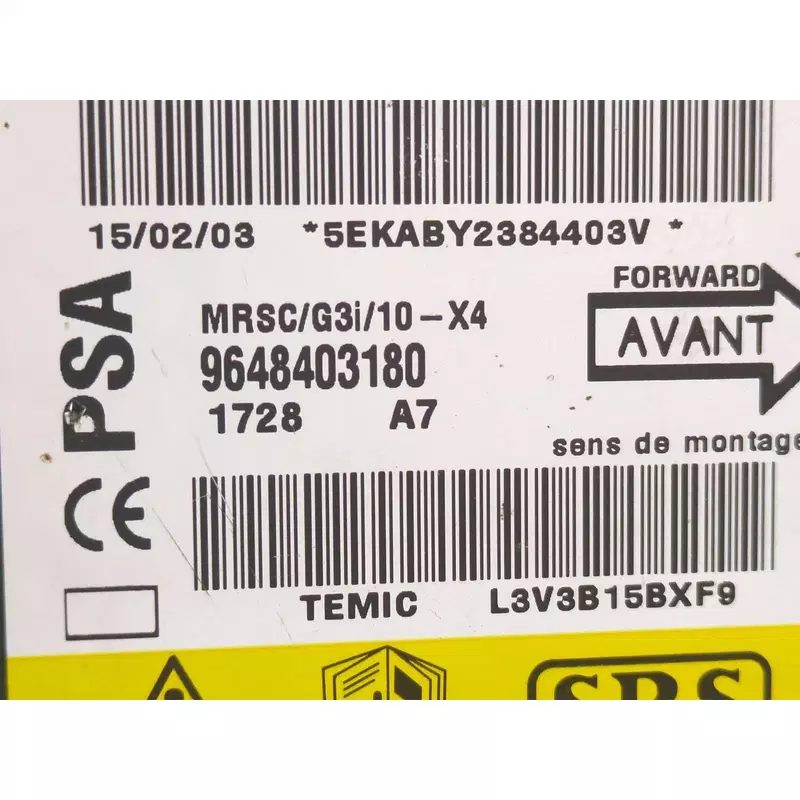 15/02/03 *5EKABY2384403V*
FORWARD
AVANT
sens de montage
PSA
MRSC/G3i/10-X4
9648403180
1728 A7
CE
TEMIC L3V3B15BXF9
SRS